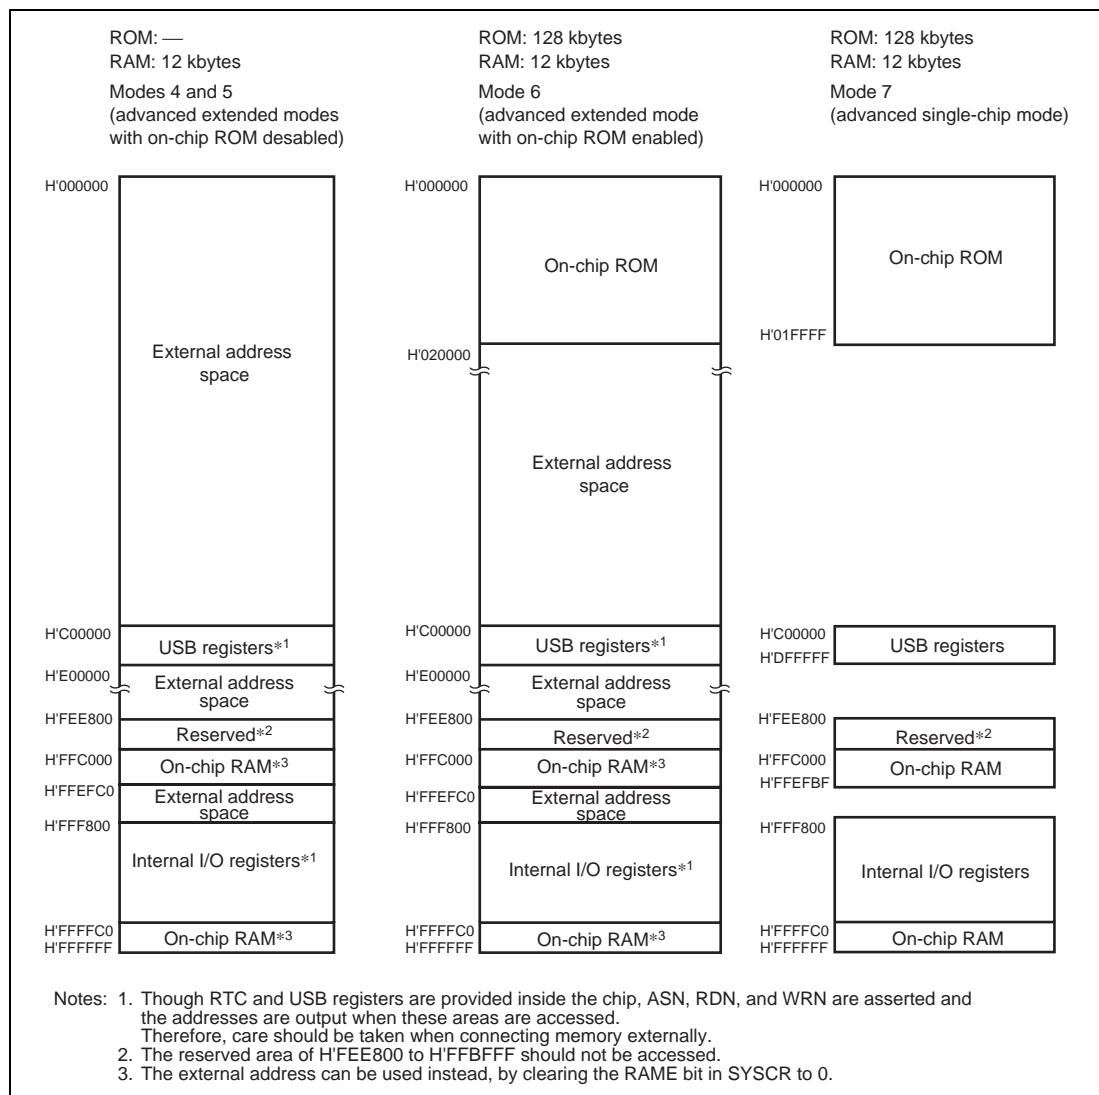 ROM: —
RAM: 12 kbytes
Modes 4 and 5
(advanced extended modes
with on-chip ROM desabled)
H'000000
External address
space
H'C00000
USB registers*1
H'E00000
External address
space
H'FEE800
Reserved*2
H'FFC000
On-chip RAM*3
H'FFEFC0
External address
space
H'FFF800
Internal I/O registers*1
H'FFFFC0
On-chip RAM*3
H'FFFFFF
ROM: 128 kbytes
RAM: 12 kbytes
Mode 6
(advanced extended mode
with on-chip ROM enabled)
H'000000
On-chip ROM
H'020000
External address
space
H'C00000
USB registers*1
H'E00000
External address
space
H'FEE800
Reserved*2
H'FFC000
On-chip RAM*3
H'FFEFC0
External address
space
H'FFF800
Internal I/O registers*1
H'FFFFC0
On-chip RAM*3
H'FFFFFF
ROM: 128 kbytes
RAM: 12 kbytes
Mode 7
(advanced single-chip mode)
H'000000
On-chip ROM
H'01FFFF
H'C00000
USB registers
H'DFFFFF
H'FEE800
Reserved*2
H'FFC000
On-chip RAM
H'FFEFBF
H'FFF800
Internal I/O registers
H'FFFFC0
On-chip RAM
H'FFFFFF
Notes: 1. Though RTC and USB registers are provided inside the chip, ASN, RDN, and WRN are asserted and
the addresses are output when these areas are accessed.
Therefore, care should be taken when connecting memory externally.
2. The reserved area of H'FEE800 to H'FFBFFF should not be accessed.
3. The external address can be used instead, by clearing the RAME bit in SYSCR to 0.